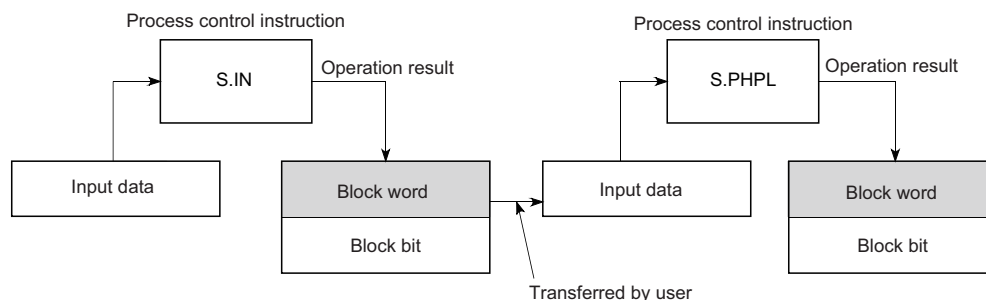 Process control instruction
S.IN
Operation result
Input data
Block word
Block bit
Transferred by user
Process control instruction
S.PHPL
Operation result
Input data
Block word
Block bit